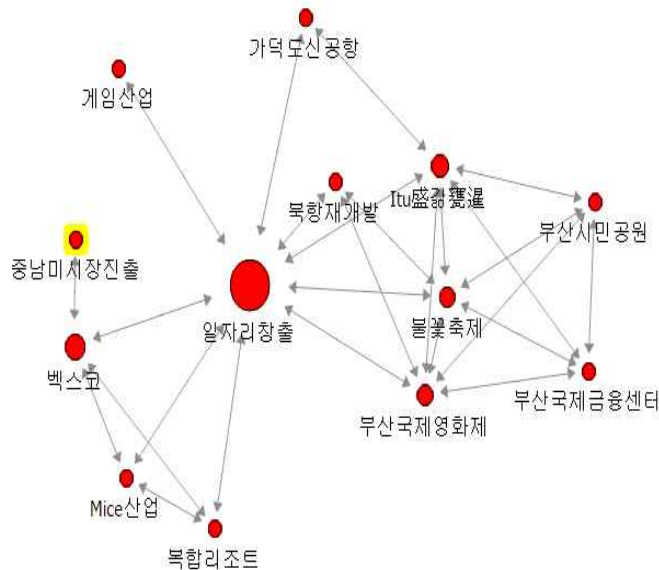 가덕도신공항
게임산업
북항재개발
Itu
부산시민공원
중남미시장진출
일자리창출
불꽃축제
벡스코
부산국제영화제
부산국제금융센터
Mice산업
복합리조트